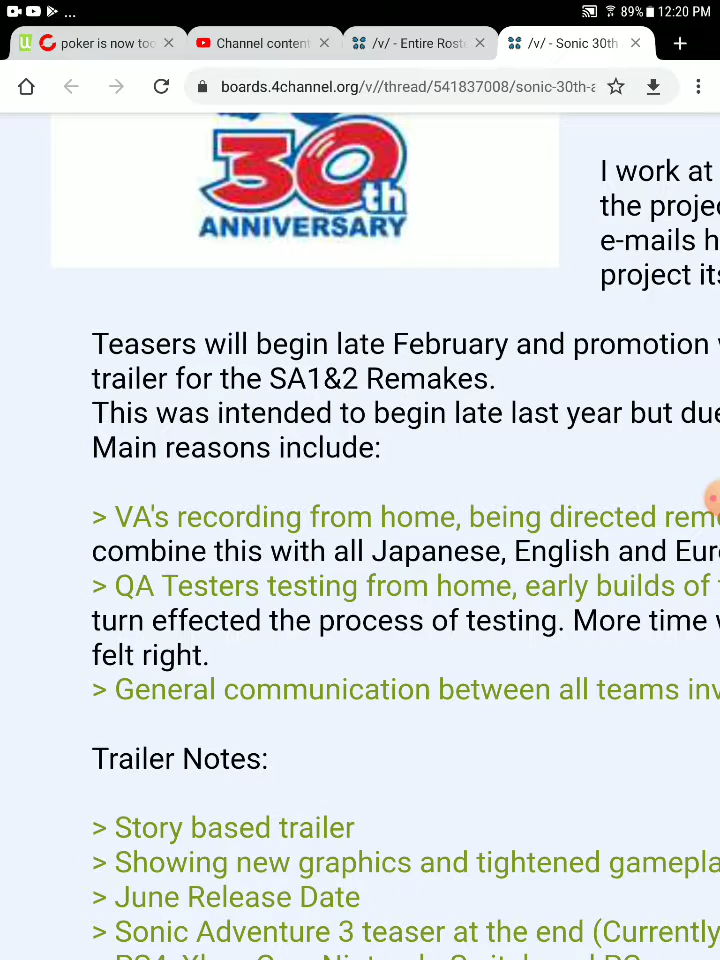 ... 89% 12:20 PM
poker is now too
Channel content
/v/ - Entire Rost
/v/ - Sonic 30th
boards.4channel.org/v//thread/541837008/sonic-30th-a
30th
ANNIVERSARY
I work at
the projec
e-mails h
project its
Teasers will begin late February and promotion
trailer for the SA1&2 Remakes.
This was intended to begin late last year but due
Main reasons include:
> VA's recording from home, being directed rem
combine this with all Japanese, English and Eur
> QA Testers testing from home, early builds of
turn effected the process of testing. More time
felt right.
> General communication between all teams inv
Trailer Notes:
> Story based trailer
> Showing new graphics and tightened gamepla
> June Release Date
> Sonic Adventure 3 teaser at the end (Currently